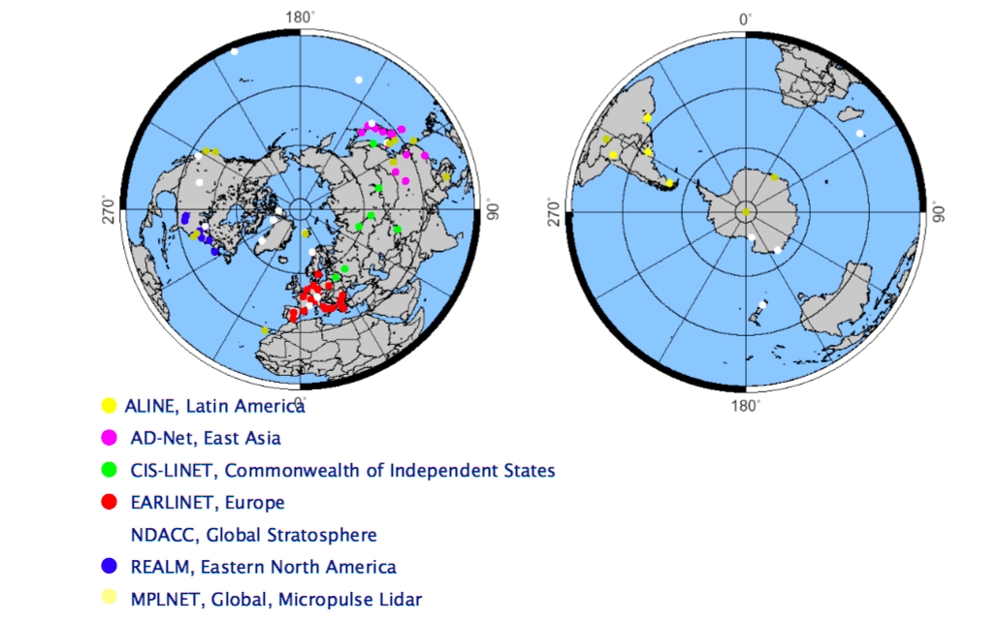 180°
0°
270°
90°
270°
90°
0°
180°
ALINE, Latin America
AD-Net, East Asia
CIS-LINET, Commonwealth of Independent States
EARLINET, Europe
NDACC, Global Stratosphere
REALM, Eastern North America
MPLNET, Global, Micropulse Lidar